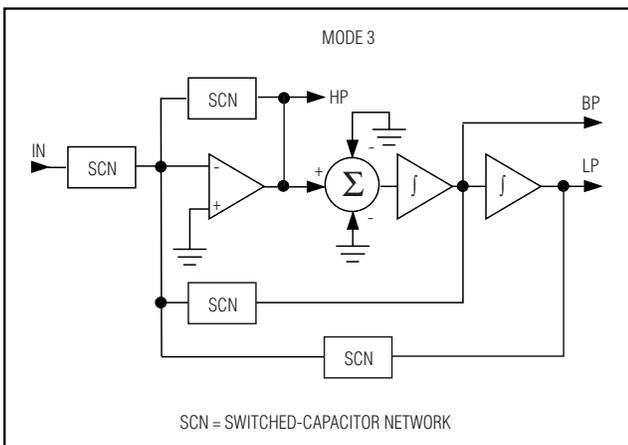 MODE 3
SCN
HP
BP
IN
SCN
-
+
+
-
Σ
-
∫
∫
LP
SCN
SCN
SCN = SWITCHED-CAPACITOR NETWORK